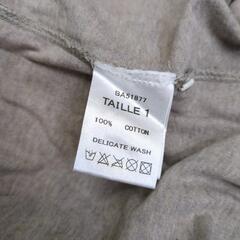 BA51877
TAILLE 1
100% COTTON
DELICATE WASH